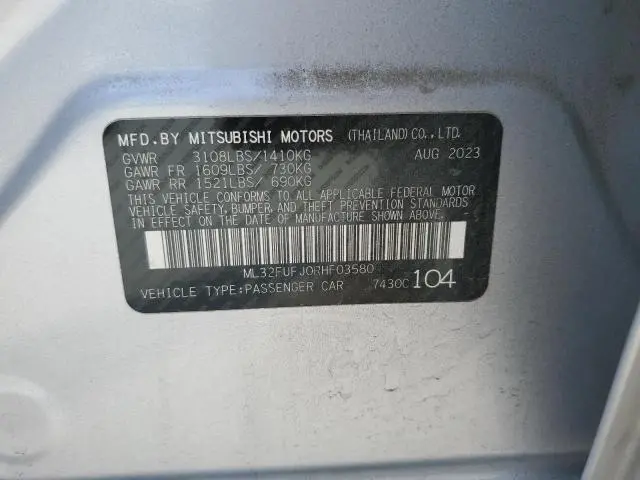 MFD.BY MITSUBISHI MOTORS (THAILAND) CO.,LTD.
GVWR 3108LBS/1410KG AUG 2023
GAWR FR 1609LBS/ 730KG
GAWR RR 1521LBS/ 690KG
THIS VEHICLE CONFORMS TO ALL APPLICABLE FEDERAL MOTOR
VEHICLE SAFETY, BUMPER, AND THEFT PREVENTION STANDARDS
IN EFFECT ON THE DATE OF MANUFACTURE SHOWN ABOVE.
ML32FUFJ0RHF03580
VEHICLE TYPE:PASSENGER CAR 7430C 104